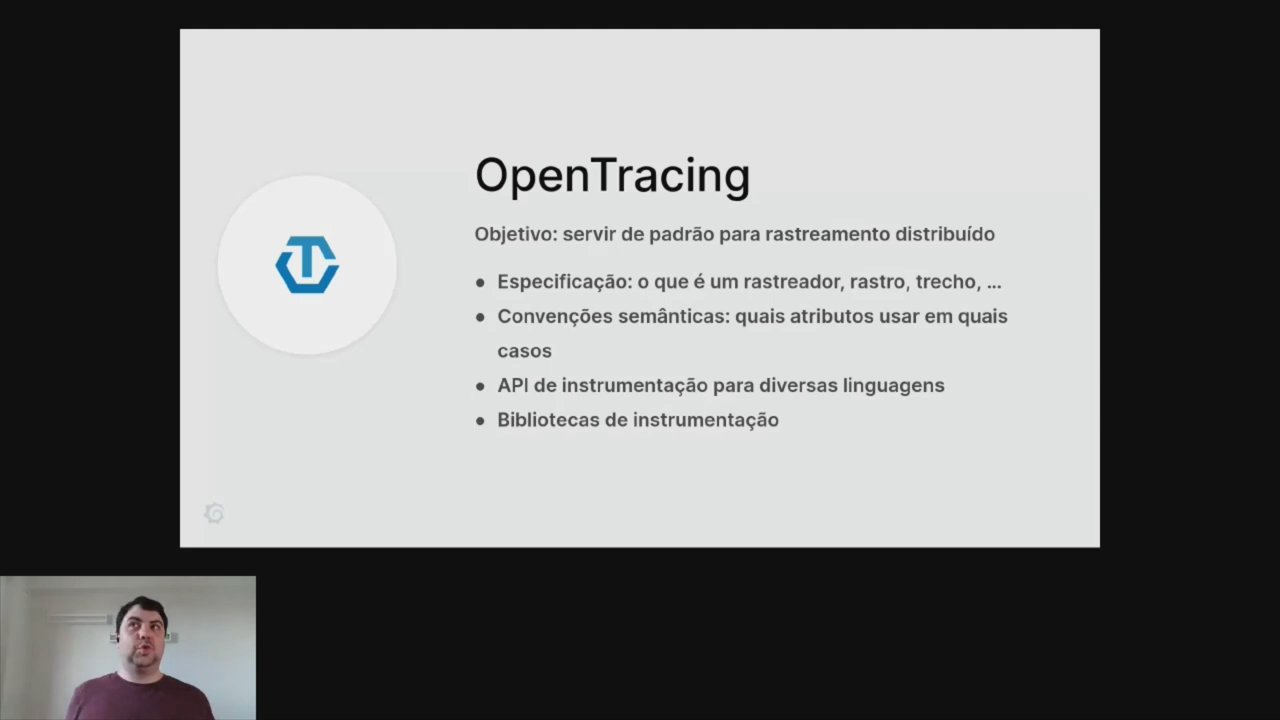 OpenTracing
Objetivo: servir de padrão para rastreamento distribuído
● Especificação: o que é um rastreador, rastro, trecho, ...
● Convenções semânticas: quais atributos usar em quais
casos
● API de instrumentação para diversas linguagens
● Bibliotecas de instrumentação